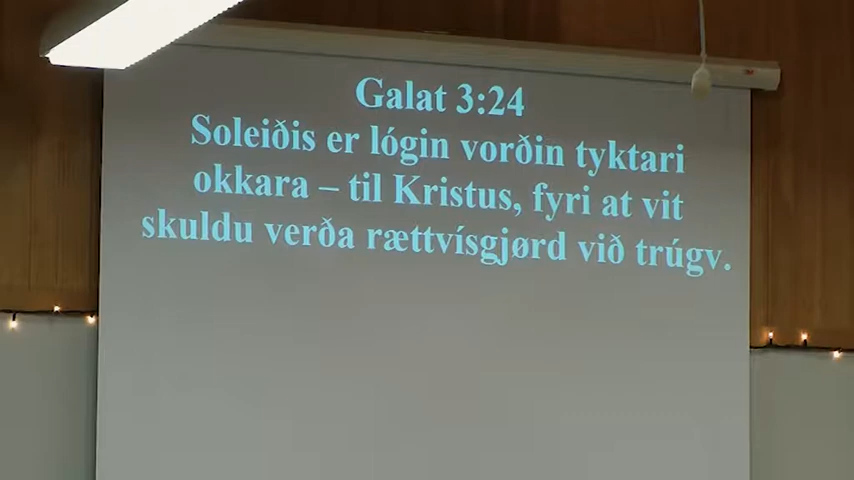 Galat 3:24
Soleiðis er lógin vorðin tyktari
okkara – til Kristus, fyri at vit
skuldu verða rættvísgjørd við trúgv.